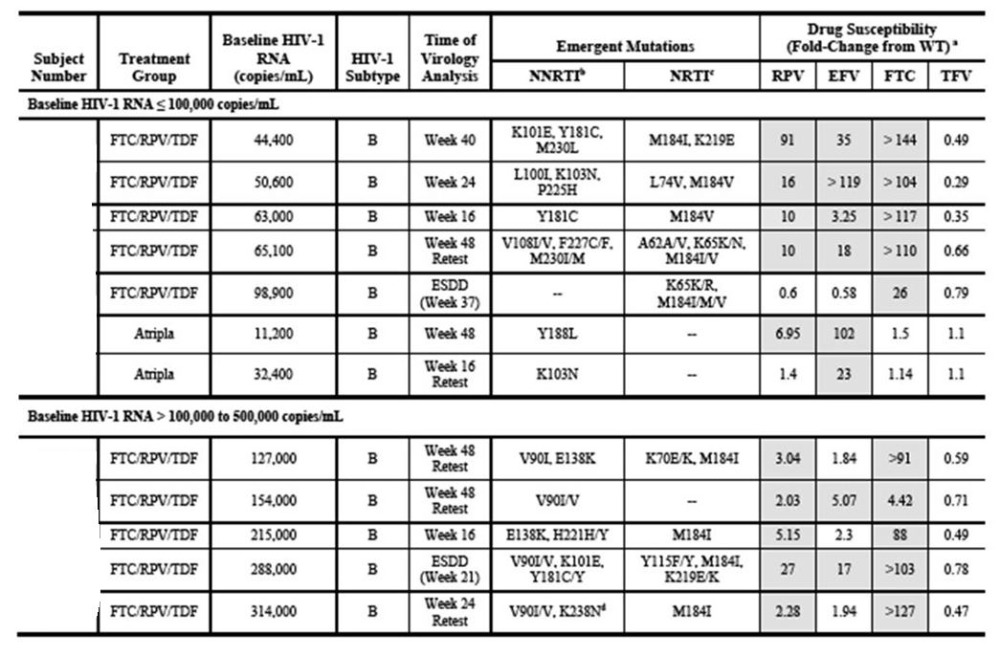 Subject Number | Treatment Group | Baseline HIV-1 RNA (copies/mL) | HIV-1 Subtype | Time of Virology Analysis | Emergent Mutations | Drug Susceptibility (Fold-Change from WT) ᵃ
NNRTIᵇ | NRTIᶜ | RPV | EFV | FTC | TFV
Baseline HIV-1 RNA ≤ 100,000 copies/mL
FTC/RPV/TDF | 44,400 | B | Week 40 | K101E, Y181C, M230L | M184I, K219E | 91 | 35 | > 144 | 0.49
FTC/RPV/TDF | 50,600 | B | Week 24 | L100I, K103N, P225H | L74V, M184V | 16 | > 119 | > 104 | 0.29
FTC/RPV/TDF | 63,000 | B | Week 16 | Y181C | M184V | 10 | 3.25 | > 117 | 0.35
FTC/RPV/TDF | 65,100 | B | Week 48 Retest | V108I/V, F227C/F, M230I/M | A62A/V, K65K/N, M184I/V | 10 | 18 | > 110 | 0.66
FTC/RPV/TDF | 98,900 | B | ESDD (Week 37) | -- | K65K/R, M184I/M/V | 0.6 | 0.58 | 26 | 0.79
Atripla | 11,200 | B | Week 48 | Y188L | -- | 6.95 | 102 | 1.5 | 1.1
Atripla | 32,400 | B | Week 16 Retest | K103N | -- | 1.4 | 23 | 1.14 | 1.1
Baseline HIV-1 RNA > 100,000 to 500,000 copies/mL
FTC/RPV/TDF | 127,000 | B | Week 48 Retest | V90I, E138K | K70E/K, M184I | 3.04 | 1.84 | >91 | 0.59
FTC/RPV/TDF | 154,000 | B | Week 48 Retest | V90I/V | -- | 2.03 | 5.07 | 4.42 | 0.71
FTC/RPV/TDF | 215,000 | B | Week 16 | E138K, H221H/Y | M184I | 5.15 | 2.3 | 88 | 0.49
FTC/RPV/TDF | 288,000 | B | ESDD (Week 21) | V90I/V, K101E, Y181C/Y | Y115F/Y, M184I, K219E/K | 27 | 17 | >103 | 0.78
FTC/RPV/TDF | 314,000 | B | Week 24 Retest | V90I/V, K238Nᵈ | M184I | 2.28 | 1.94 | >127 | 0.47